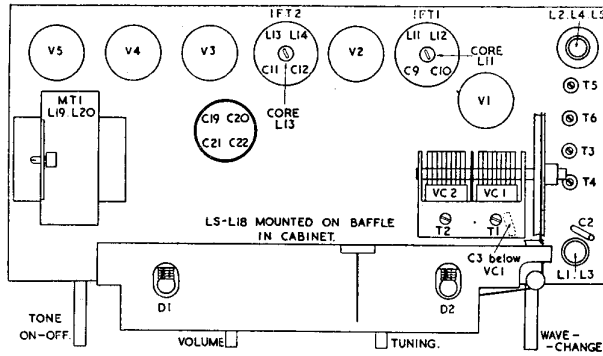 1FT2
1FT1
L2.L4.L5
V5
V4
V3
L13 L14
C11 C12
V2
L11 L12
C9 C10
CORE
L11
V1
T5
T6
T3
T4
MT1
L19.L20
C19 C20
C21 C22
CORE
L13
VC 2
VC 1
T2
T1
C2
LS-L18 MOUNTED ON BAFFLE
IN CABINET.
C3 below
VC1
L1.L3
D1
D2
TONE
ON-OFF.
VOLUME
TUNING.
WAVE-
-CHANGE